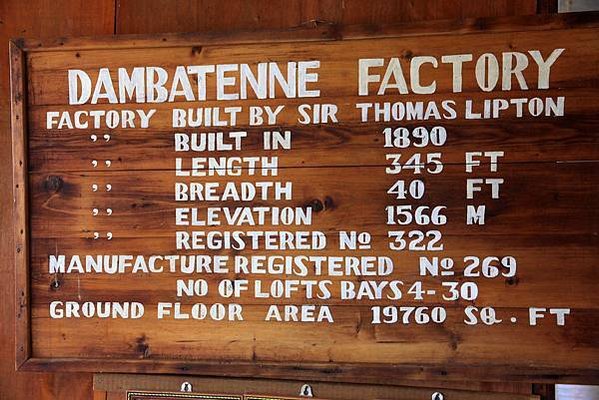 DAMBATENNE FACTORY
FACTORY BUILT BY SIR THOMAS LIPTON
,, BUILT IN 1890
,, LENGTH 345 FT
,, BREADTH 40 FT
,, ELEVATION 1566 M
,, REGISTERED № 322
MANUFACTURE REGISTERED № 269
NO OF LOFTS BAYS 4-30
GROUND FLOOR AREA 19760 SQ. FT